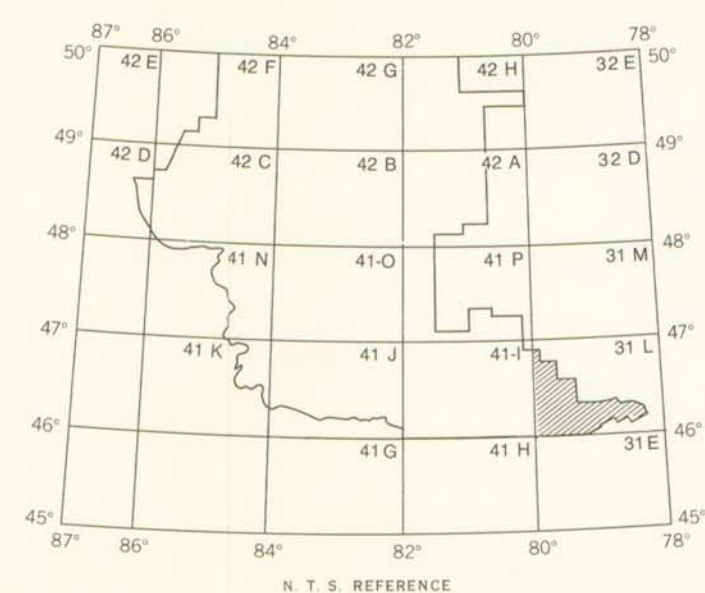 87° 86° 84° 82° 80° 78°
50° 42 E 42 F 42 G 42 H 32 E 50°
49° 42 D 42 C 42 B 42 A 32 D 49°
48° 41 N 41-O 41 P 31 M 48°
47° 41 K 41 J 41-I 31 L 47°
46° 41 G 41 H 31 E 46°
45° 45°
87° 86° 84° 82° 80° 78°
N. T. S. REFERENCE